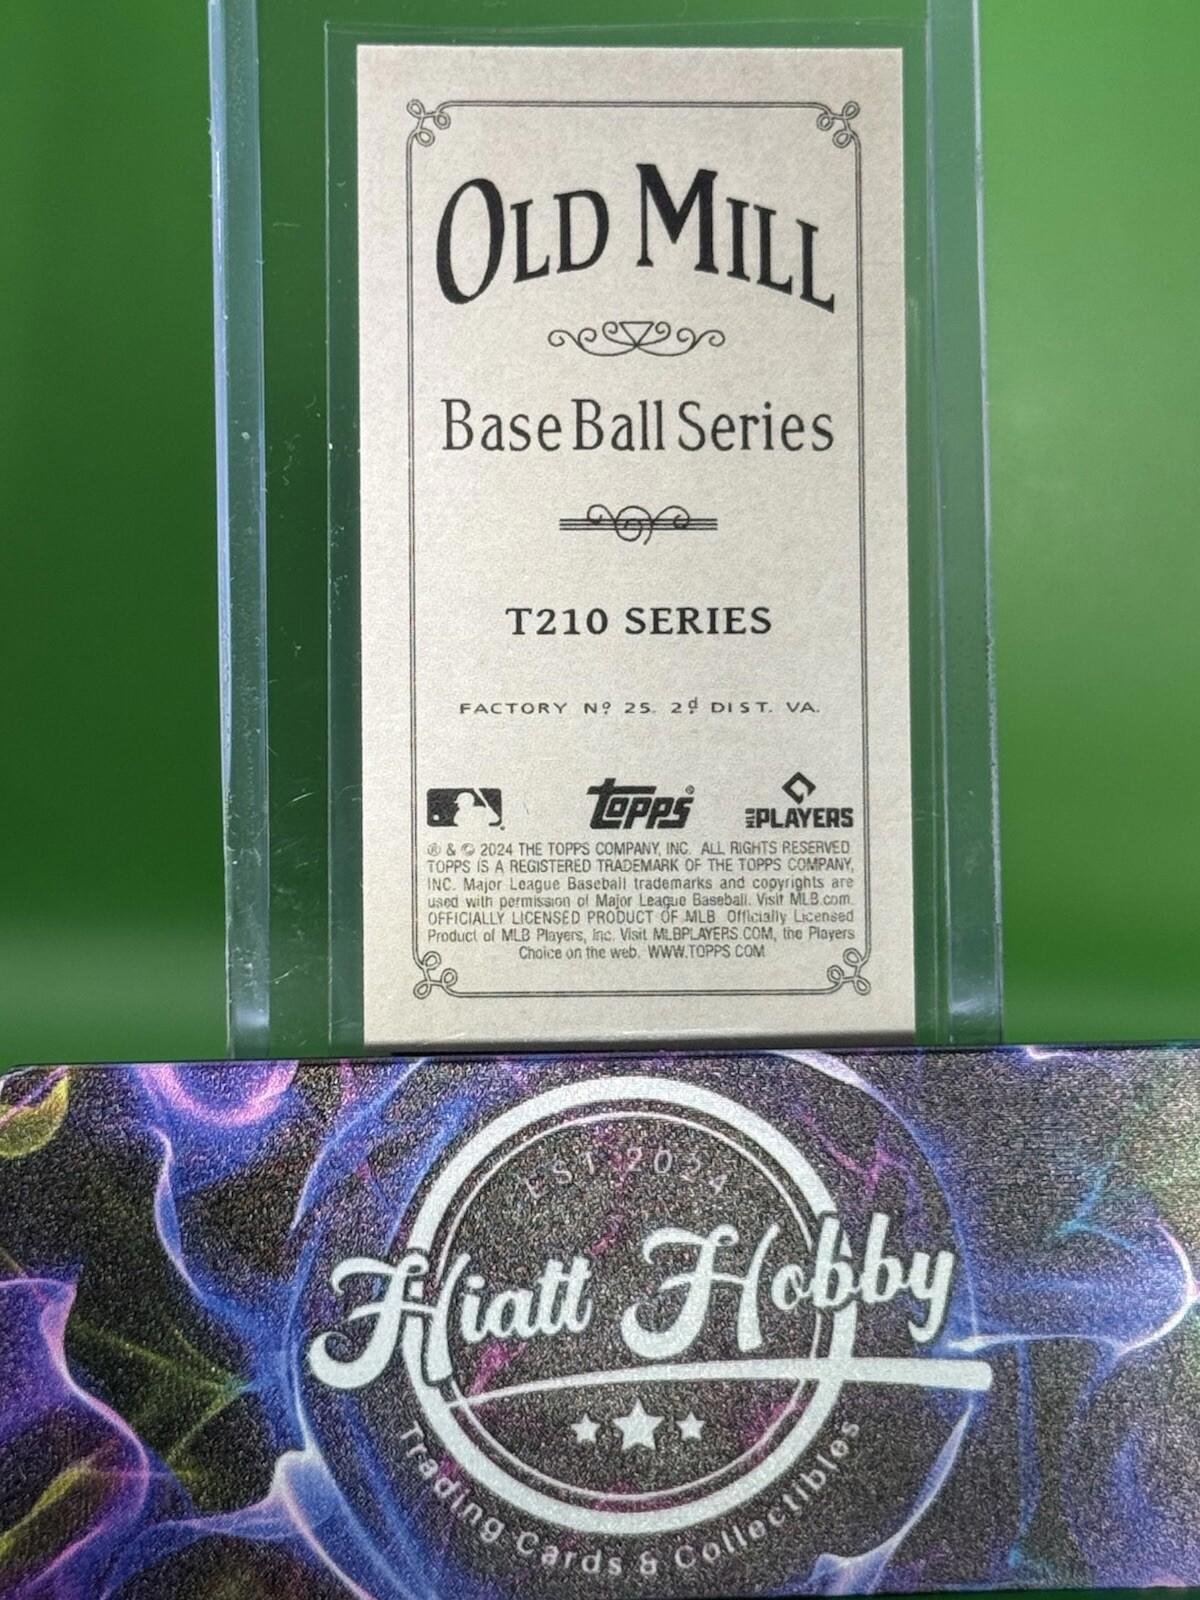 OLD MILL
Base Ball Series
T210 SERIES
FACTORY Nº 25. 2d DIST. VA.
topps®
MLB PLAYERS
® & © 2024 THE TOPPS COMPANY, INC. ALL RIGHTS RESERVED.
TOPPS IS A REGISTERED TRADEMARK OF THE TOPPS COMPANY,
INC. Major League Baseball trademarks and copyrights are
used with permission of Major League Baseball. Visit MLB.com.
OFFICIALLY LICENSED PRODUCT OF MLB. Officially Licensed
Product of MLB Players, Inc. Visit MLBPLAYERS.COM, the Players
Choice on the web. WWW.TOPPS.COM
EST 2024
Hiatt Hobby
Trading Cards & Collectibles